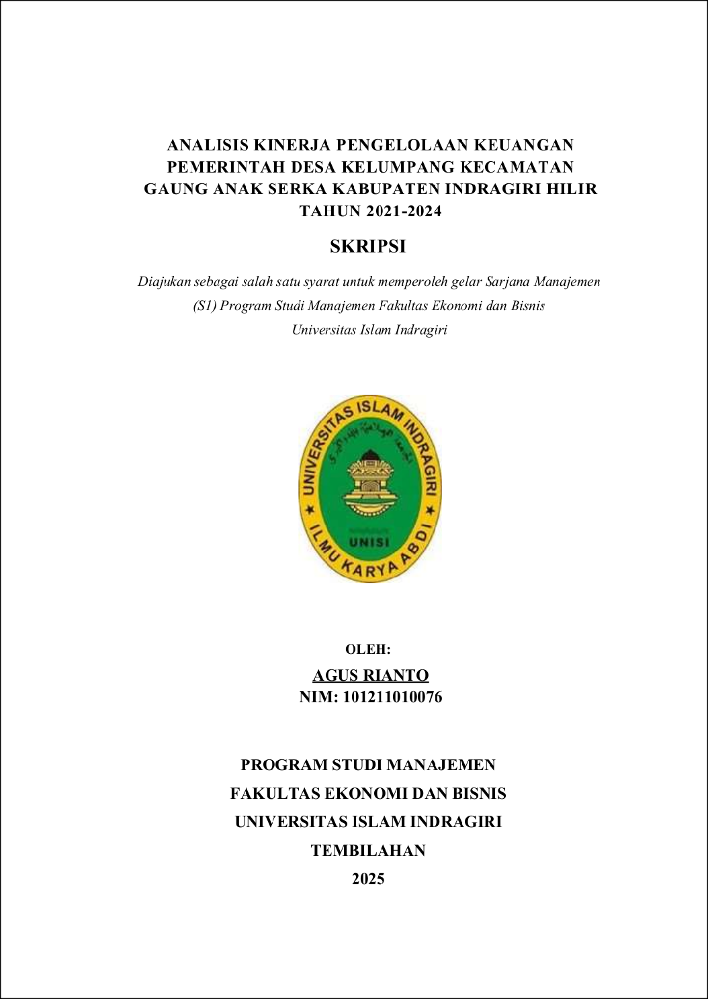 ANALISIS KINERJA PENGELOLAAN KEUANGAN
PEMERINTAH DESA KELUMPANG KECAMATAN
GAUNG ANAK SERKA KABUPATEN INDRAGIRI HILIR
TAHUN 2021-2024
SKRIPSI
Diajukan sebagai salah satu syarat untuk memperoleh gelar Sarjana Manajemen
(S1) Program Studi Manajemen Fakultas Ekonomi dan Bisnis
Universitas Islam Indragiri
UNIVERSITAS ISLAM INDRAGIRI
UNISI
ILMU KARYA ABDI
OLEH:
AGUS RIANTO
NIM: 101211010076
PROGRAM STUDI MANAJEMEN
FAKULTAS EKONOMI DAN BISNIS
UNIVERSITAS ISLAM INDRAGIRI
TEMBILAHAN
2025